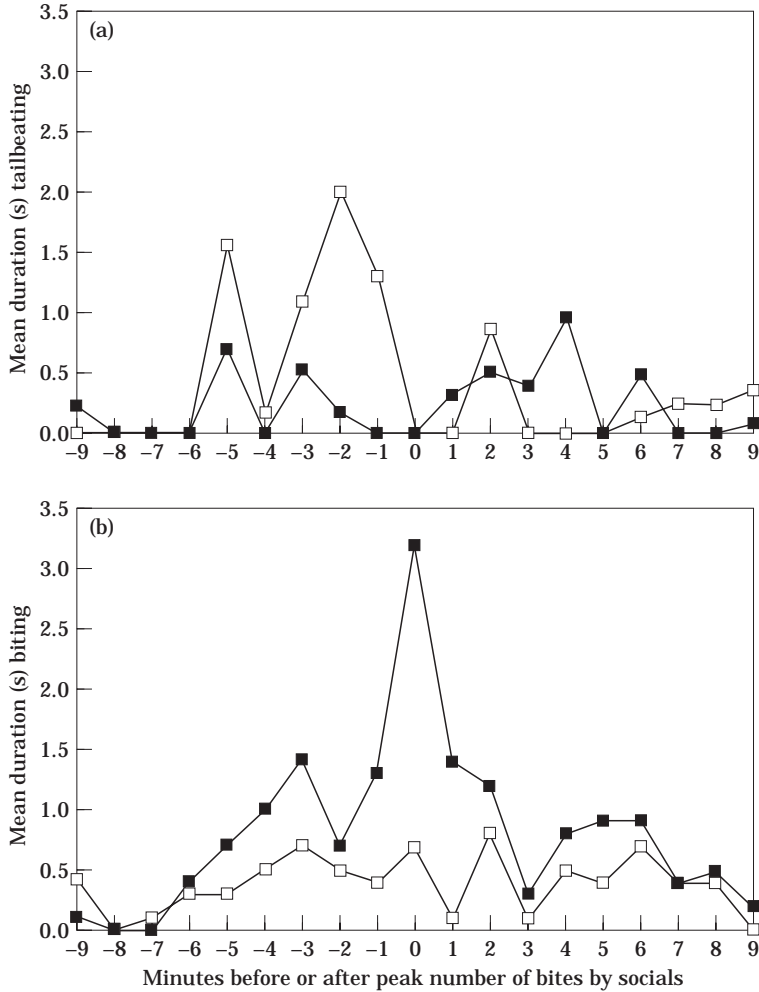 (a)
Mean duration (s) tailbeating
3.5
3.0
2.5
2.0
1.5
1.0
0.5
0.0
–9 –8 –7 –6 –5 –4 –3 –2 –1 0 1 2 3 4 5 6 7 8 9
(b)
Mean duration (s) biting
3.5
3.0
2.5
2.0
1.5
1.0
0.5
0.0
–9 –8 –7 –6 –5 –4 –3 –2 –1 0 1 2 3 4 5 6 7 8 9
Minutes before or after peak number of bites by socials